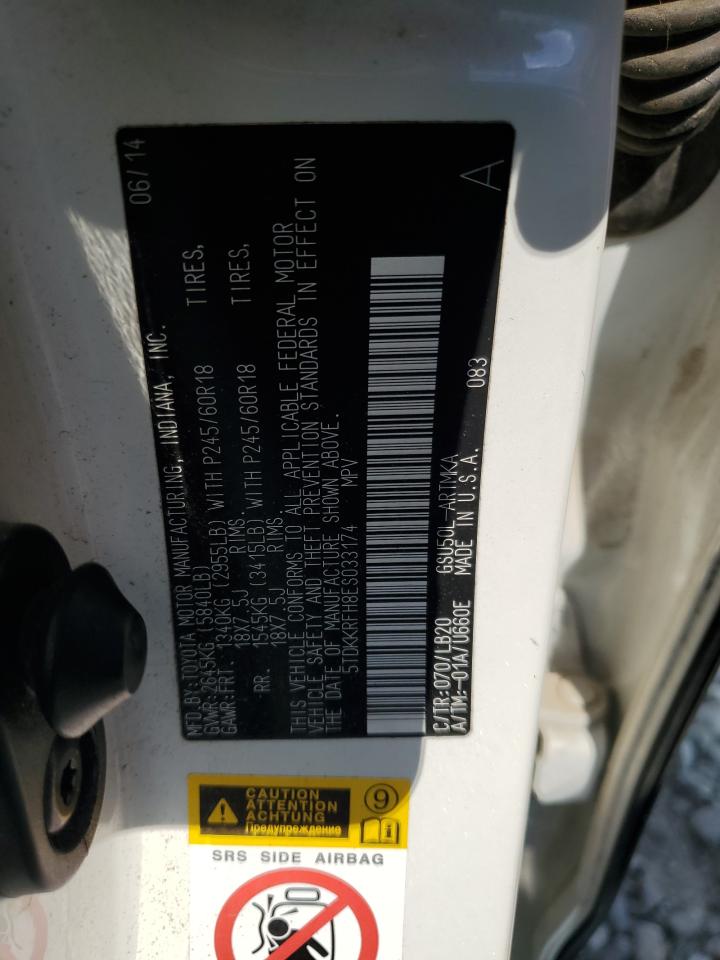 MFD.BY:TOYOTA MOTOR MANUFACTURING, INDIANA, INC. 06/14
GVWR:2645KG (5840LB)
GAWR:FRT. 1340KG (2955LB) WITH P245/60R18 TIRES,
18X7.5J RIMS.
RR. 1545KG (3415LB) WITH P245/60R18 TIRES,
18X7.5J RIMS.
THIS VEHICLE CONFORMS TO ALL APPLICABLE FEDERAL MOTOR
VEHICLE SAFETY AND THEFT PREVENTION STANDARDS IN EFFECT ON
THE DATE OF MANUFACTURE SHOWN ABOVE.
5TDKKRFH8ES033174 MPV
C/TR:070/LB20 GSU50L-ARTMKA
A/TM:-01A/U660E MADE IN U.S.A. 083 A
CAUTION
ATTENTION
ACHTUNG
Предупреждение
9
SRS SIDE AIRBAG